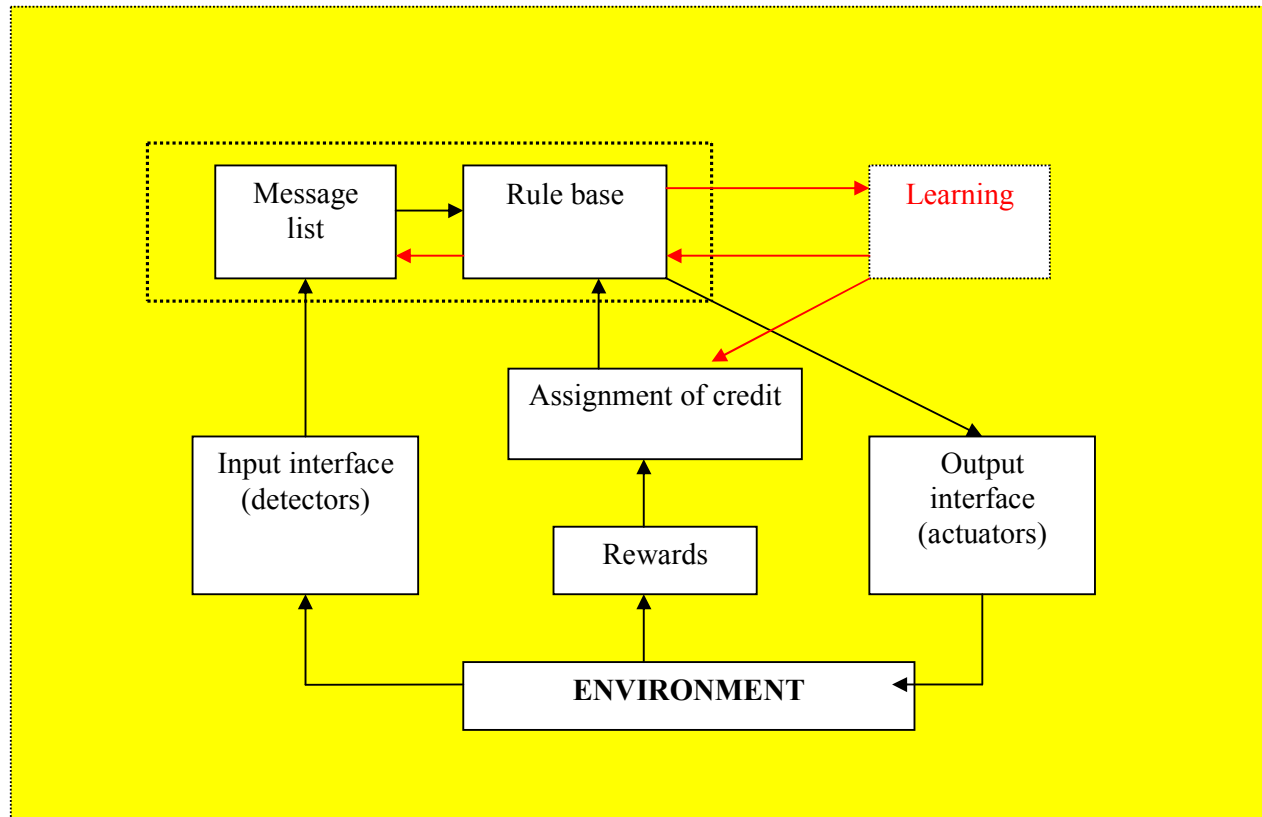 Message
list
Rule base
Learning
Assignment of credit
Input interface
(detectors)
Output
interface
(actuators)
Rewards
ENVIRONMENT